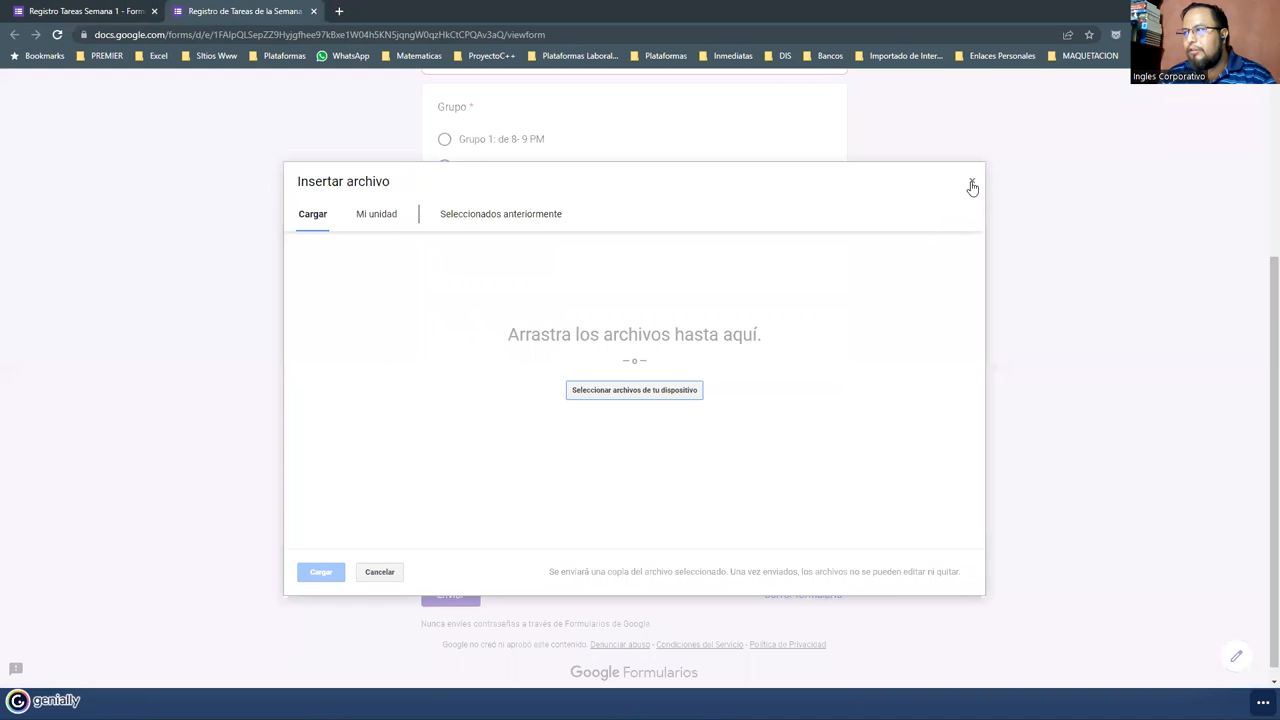 Registro Tareas Semana 1 - Form
Registro de Tareas de la Semana
docs.google.com/forms/d/e/1FAIpQLSepZZ9Hyjgfhee97kBxe1W04h5KN5jqngW0qzHkCtCPQAv3aQ/viewform
Bookmarks
PREMIER
Excel
SItios Www
Plataformas
WhatsApp
Matematicas
ProyectoC++
Plataformas Laboral...
Plataformas
Inmediatas
DIS
Bancos
Importado de Inter...
Enlaces Personales
MAQUETACION
Ingles Corporativo
Grupo *
Grupo 1: de 8- 9 PM
Insertar archivo
Cargar
Mi unidad
Seleccionados anteriormente
Arrastra los archivos hasta aquí.
— o —
Seleccionar archivos de tu dispositivo
Cargar
Cancelar
Se enviará una copia del archivo seleccionado. Una vez enviados, los archivos no se pueden editar ni quitar.
Nunca envíes contraseñas a través de Formularios de Google.
Google no creó ni aprobó este contenido. Denunciar abuso - Condiciones del Servicio - Política de Privacidad
Google Formularios
genially